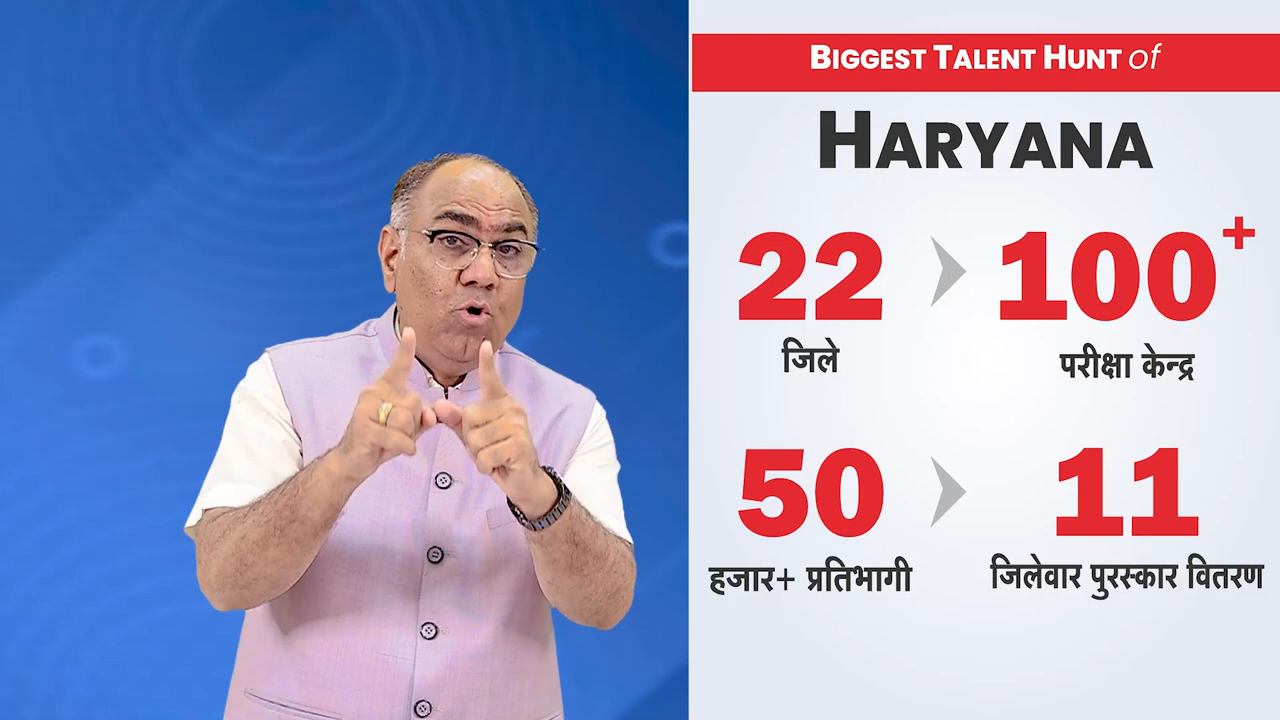 BIGGEST TALENT HUNT of
HARYANA
22
जिले
100+
परीक्षा केन्द्र
50
हजार+ प्रतिभागी
11
जिलेवार पुरस्कार वितरण